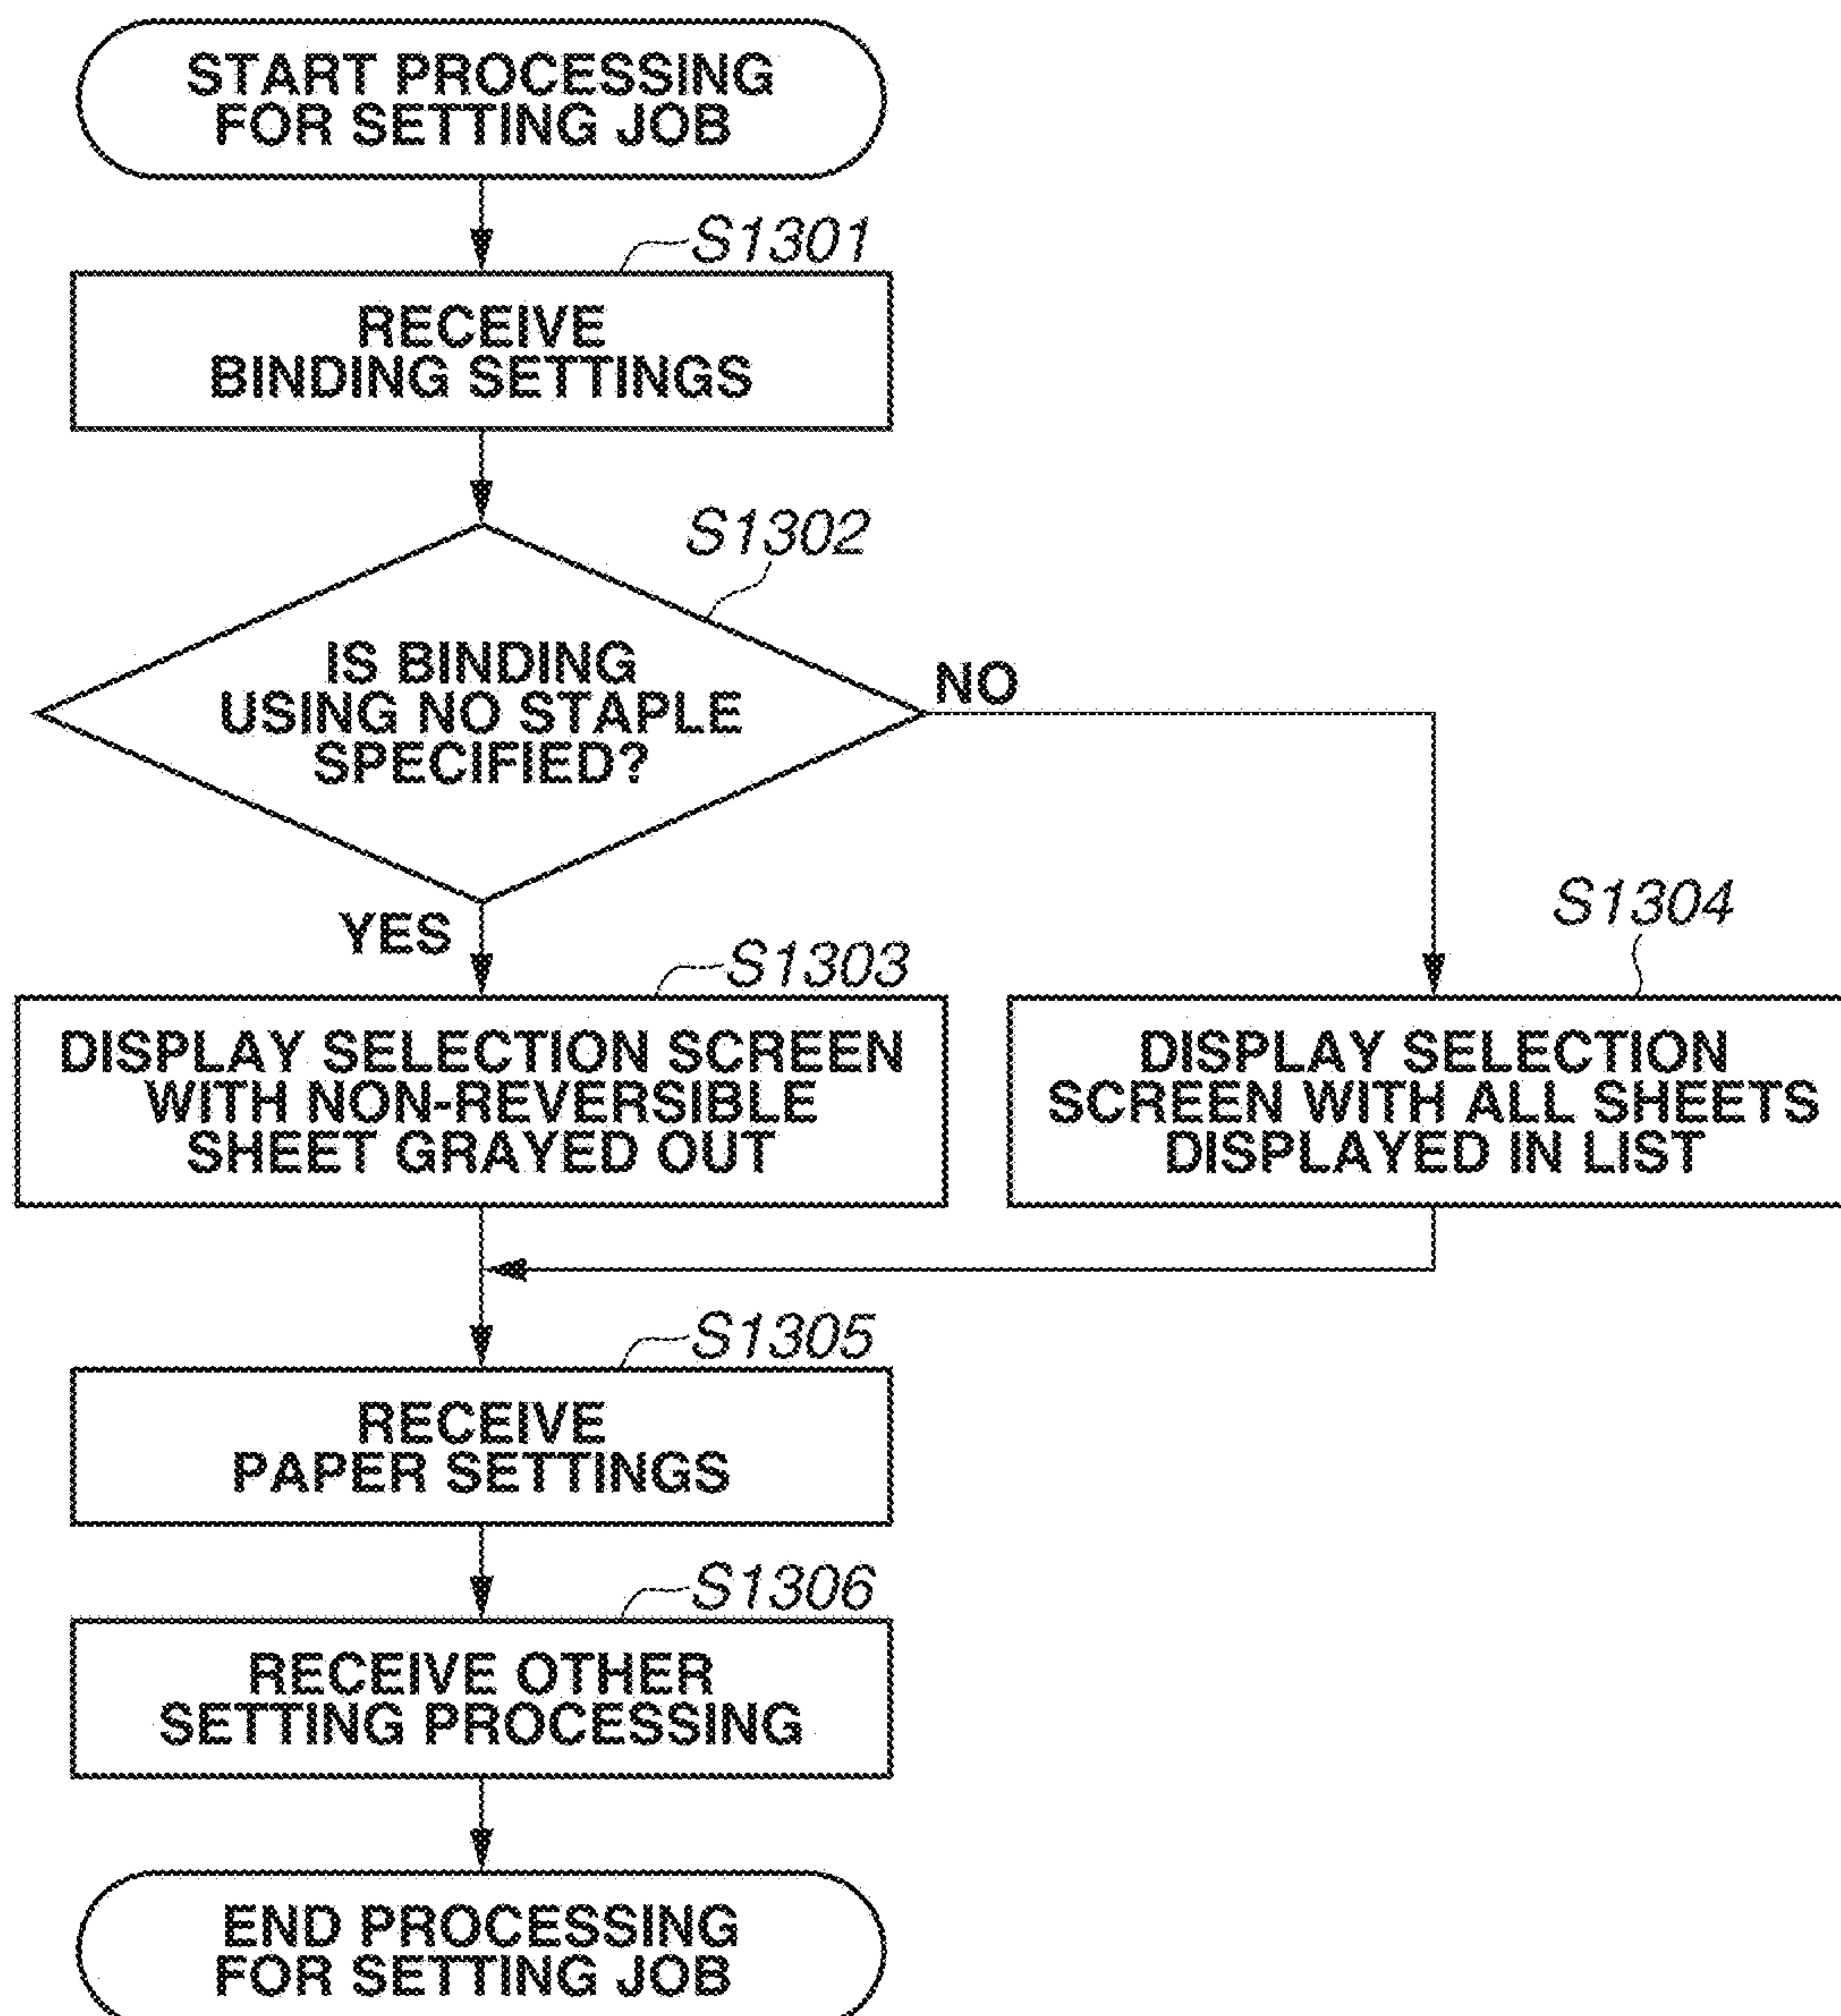 START PROCESSING
FOR SETTING JOB
S1301
RECEIVE
BINDING SETTINGS
S1302
IS BINDING
USING NO STAPLE
SPECIFIED?
NO
YES
S1303
DISPLAY SELECTION SCREEN
WITH NON-REVERSIBLE
SHEET GRAYED OUT
S1304
DISPLAY SELECTION
SCREEN WITH ALL SHEETS
DISPLAYED IN LIST
S1305
RECEIVE
PAPER SETTINGS
S1306
RECEIVE OTHER
SETTING PROCESSING
END PROCESSING
FOR SETTING JOB